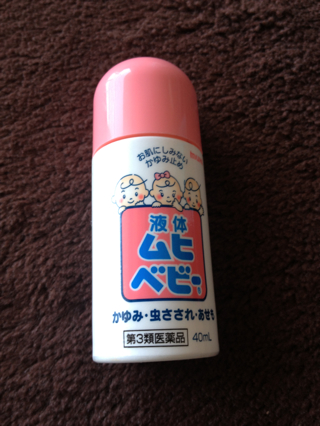 お肌にしみない
かゆみ止め
液体
ムヒ
ベビー
かゆみ・虫さされ・あせも
第3類医薬品
40mL